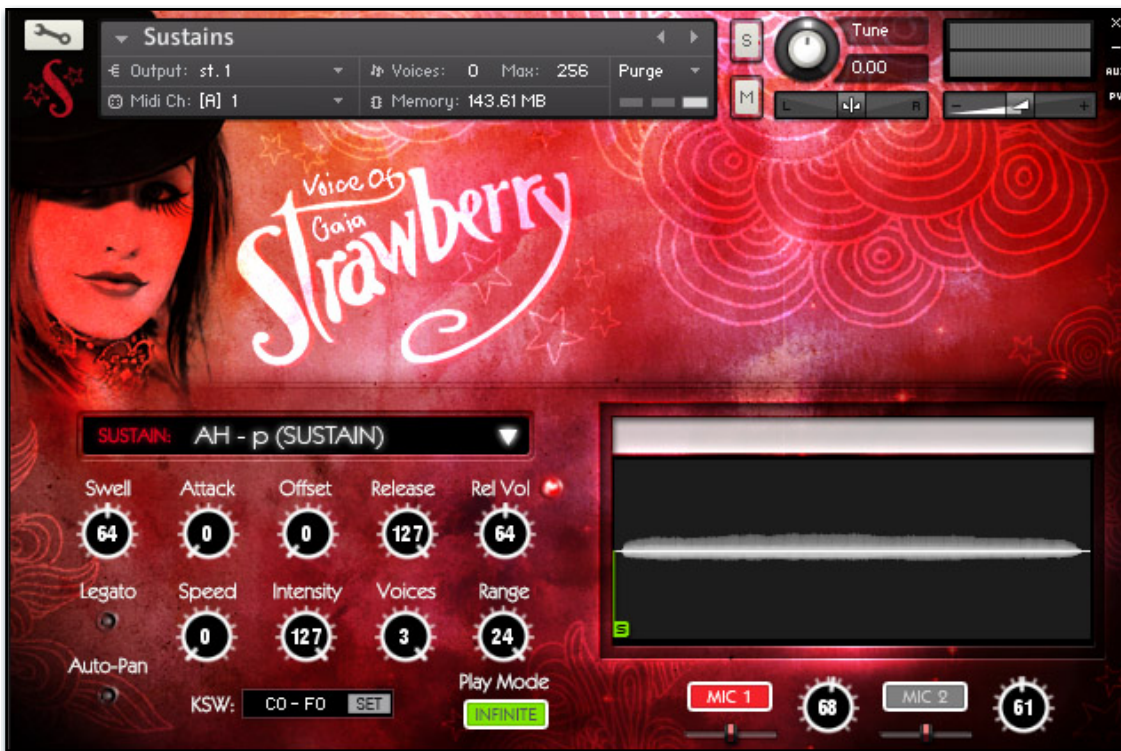 Sustains
Output: st.1
Voices: 0 Max: 256
Purge
Midi Ch: [A] 1
Memory: 143.61 MB
S
M
Tune
0.00
L
R
-
+
×
AUX
PV
Voice Of
Gaia
Strawberry
SUSTAIN: AH - p (SUSTAIN)
Swell Attack Offset Release Rel Vol
64 0 0 127 64
Legato Speed Intensity Voices Range
0 127 3 24
Auto-Pan
Play Mode
KSW: C0 - F0 SET
INFINITE
S
MIC 1 68 MIC 2 61